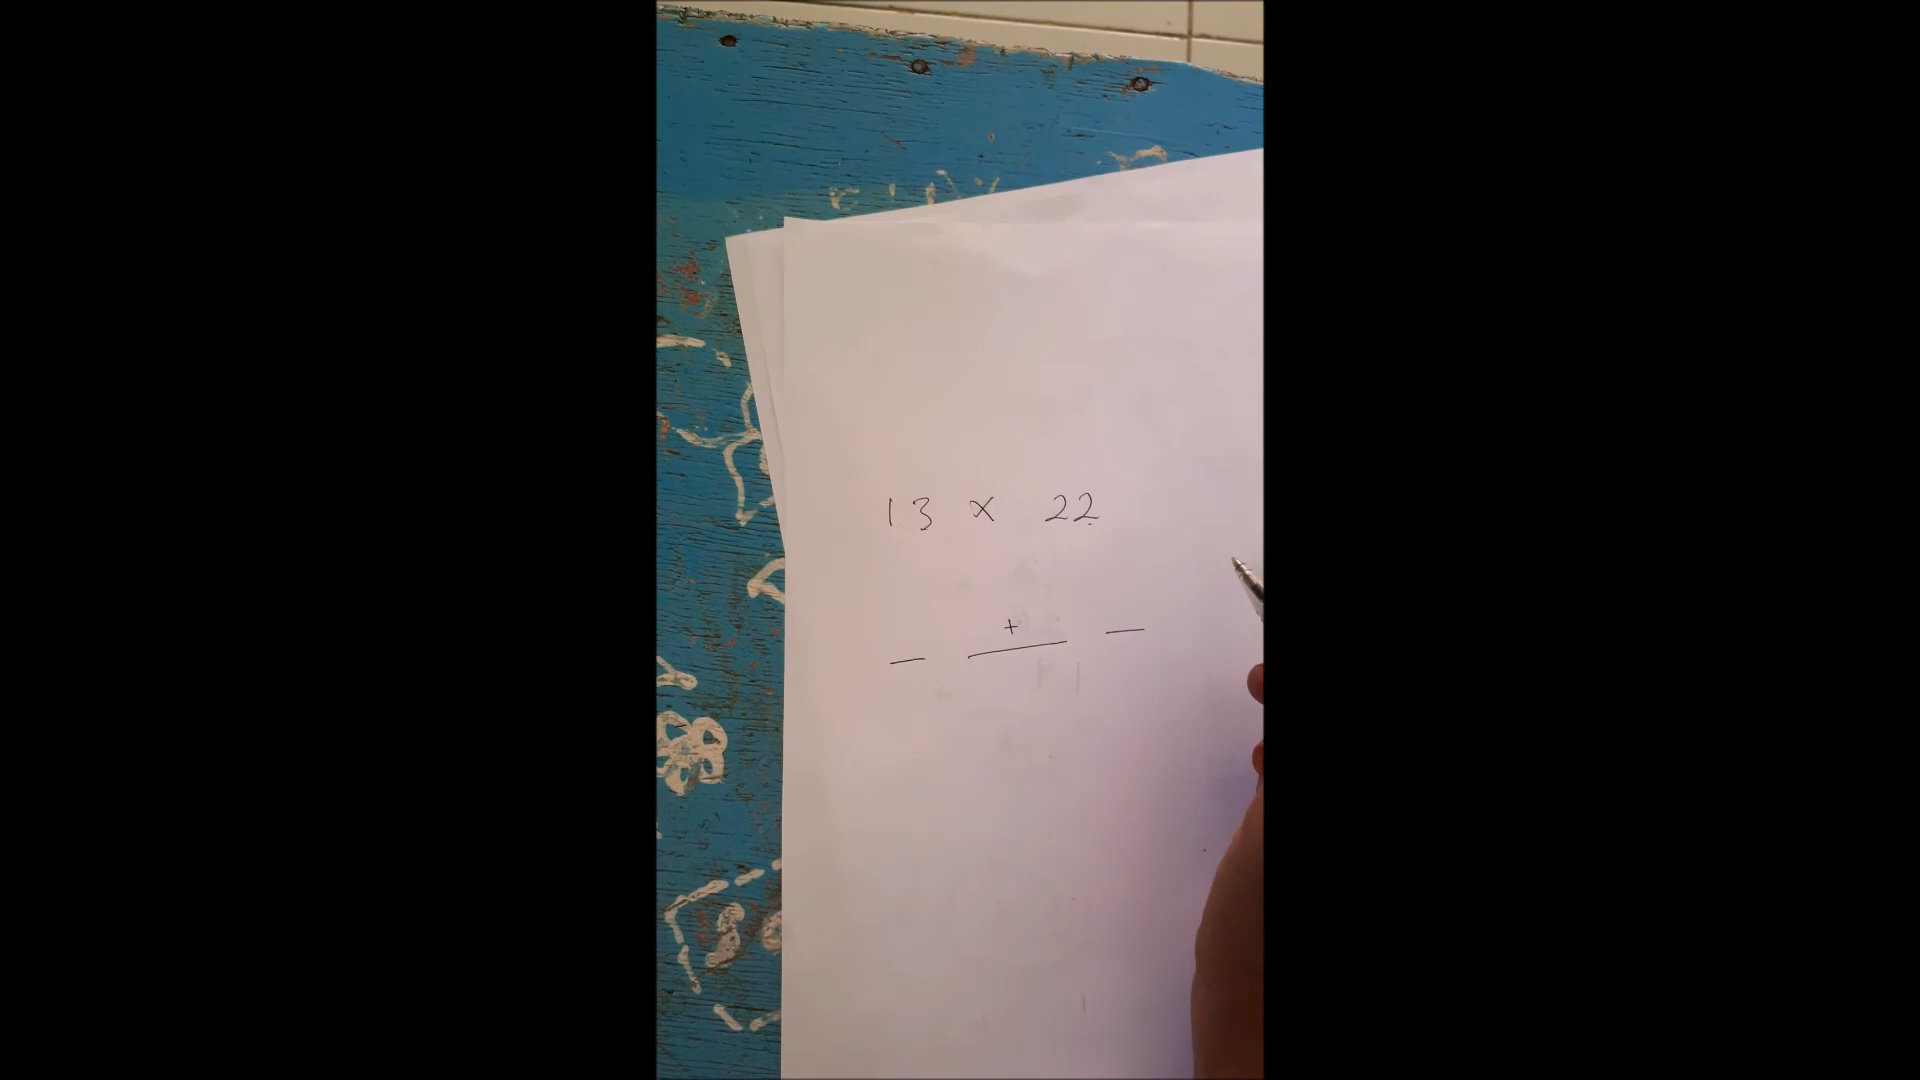 13 x 22
_ + _